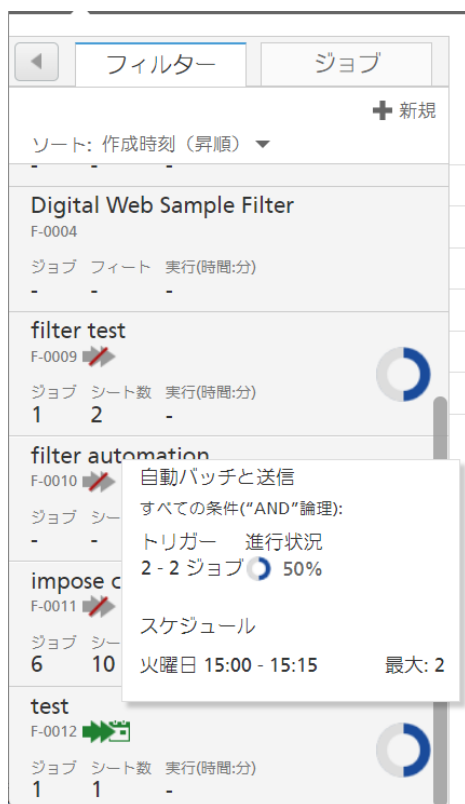 フィルター ジョブ
新規
ソート: 作成時刻（昇順）
- - -
Digital Web Sample Filter
F-0004
ジョブ フィート 実行(時間:分)
- - -
filter test
F-0009
ジョブ シート数 実行(時間:分)
1 2 -
filter automation
F-0010
ジョブ シー
- -
impose c
F-0011
ジョブ シー
6 10
自動バッチと送信
すべての条件("AND"論理):
トリガー 進行状況
2 - 2 ジョブ 50%
スケジュール
火曜日 15:00 - 15:15 最大: 2
test
F-0012
ジョブ シート数 実行(時間:分)
1 1 -